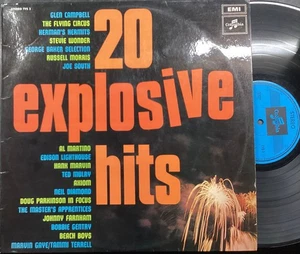 EMI
GLEN CAMPBELL
THE FLYING CIRCUS
HERMAN'S HERMITS
STEVIE WONDER
GEORGE BAKER SELECTION
RUSSELL MORRIS
JOE SOUTH
20
explosive
hits
AL MARTINO
EDISON LIGHTHOUSE
HANK MARVIN
TED MULRY
AXIOM
NEIL DIAMOND
DOUG PARKINSON IN FOCUS
THE MASTER'S APPRENTICES
JOHNNY FARNHAM
BOBBIE GENTRY
BEACH BOYS
MARVIN GAYE/TAMMI TERRELL